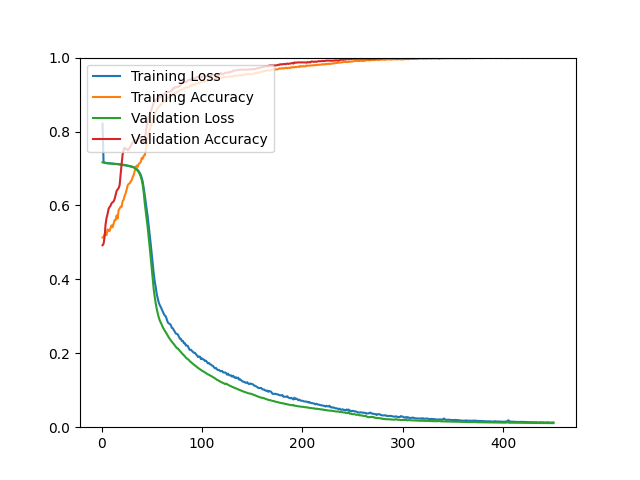 1.0
0.8
0.6
0.4
0.2
0.0
Training Loss
Training Accuracy
Validation Loss
Validation Accuracy
0 100 200 300 400